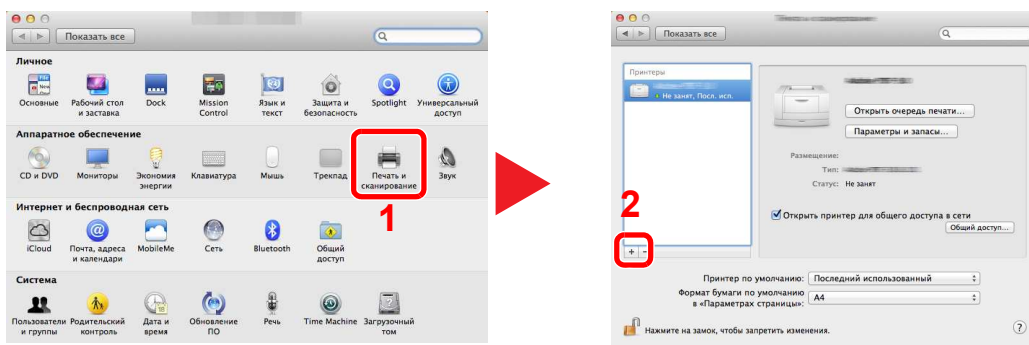 Показать все
Личное
Основные
Рабочий стол
и заставка
Dock
Mission
Control
Язык и
текст
Защита и
безопасность
Spotlight
Универсальный
доступ
Аппаратное обеспечение
CD и DVD
Мониторы
Экономия
энергии
Клавиатура
Мышь
Трекпад
Печать и
сканирование
Звук
1
Интернет и беспроводная сеть
iCloud
Почта, адреса
и календари
MobileMe
Сеть
Bluetooth
Общий
доступ
Система
Пользователи
и группы
Родительский
контроль
Дата и
время
Обновление
ПО
Речь
Time Machine
Загрузочный
том
Показать все
Принтеры
Не занят, Посл. исп.
Открыть очередь печати...
Параметры и запасы...
Размещение:
Тип:
Статус: Не занят
2
Открыть принтер для общего доступа в сети
Общий доступ...
+ -
Принтер по умолчанию: Последний использованный
Формат бумаги по умолчанию
в «Параметрах страницы»: A4
Нажмите на замок, чтобы запретить изменения.
?